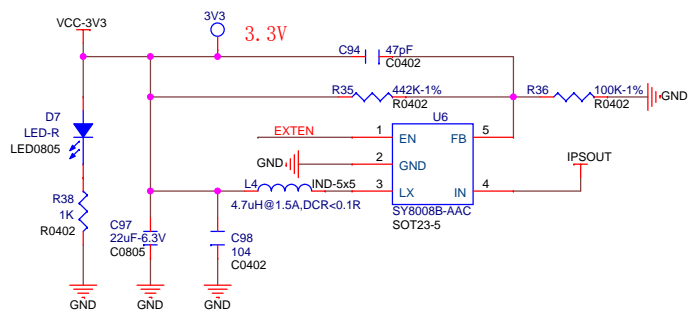 VCC-3V3
3V3
3.3V
C94
47pF
C0402
R35
442K-1%
R0402
R36
100K-1%
R0402
GND
D7
LED-R
LED0805
U6
EXTEN
1
EN
FB
5
GND
2
GND
IPSOUT
L4
IND-5x5
3
LX
IN
4
4.7uH@1.5A,DCR<0.1R
SY8008B-AAC
SOT23-5
R38
1K
R0402
C97
22uF-6.3V
C0805
C98
104
C0402
GND
GND
GND